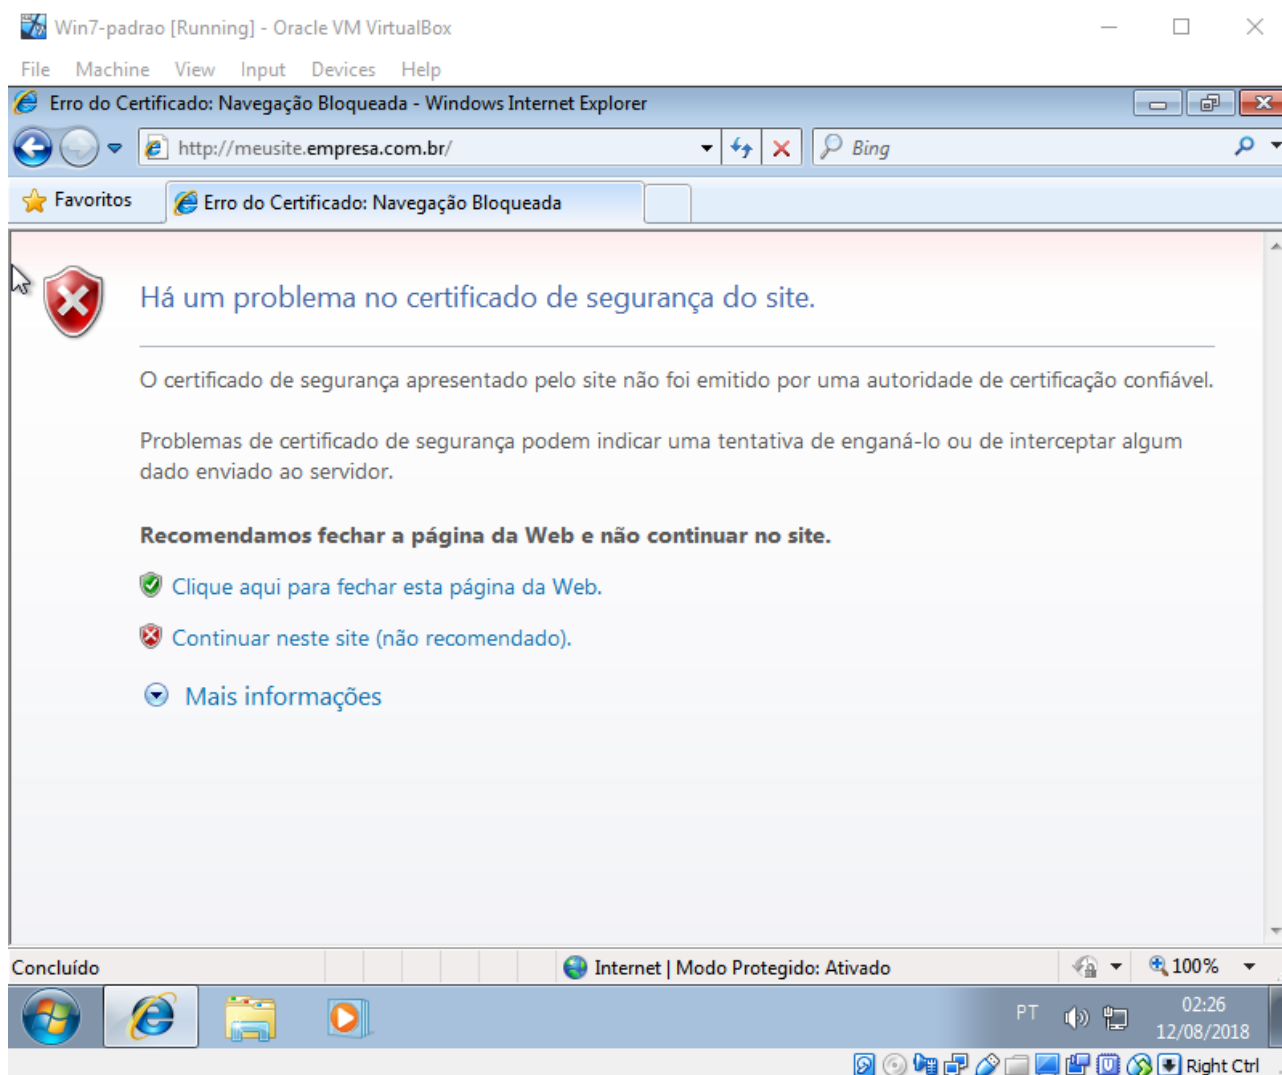 Win7-padrao [Running] - Oracle VM VirtualBox
File Machine View Input Devices Help
Erro do Certificado: Navegação Bloqueada - Windows Internet Explorer
http://meusite.empresa.com.br/ Bing
Favoritos Erro do Certificado: Navegação Bloqueada
Há um problema no certificado de segurança do site.
O certificado de segurança apresentado pelo site não foi emitido por uma autoridade de certificação confiável.
Problemas de certificado de segurança podem indicar uma tentativa de enganá-lo ou de interceptar algum
dado enviado ao servidor.
Recomendamos fechar a página da Web e não continuar no site.
Clique aqui para fechar esta página da Web.
Continuar neste site (não recomendado).
Mais informações
Concluído Internet | Modo Protegido: Ativado 100%
PT 02:26
12/08/2018
Right Ctrl